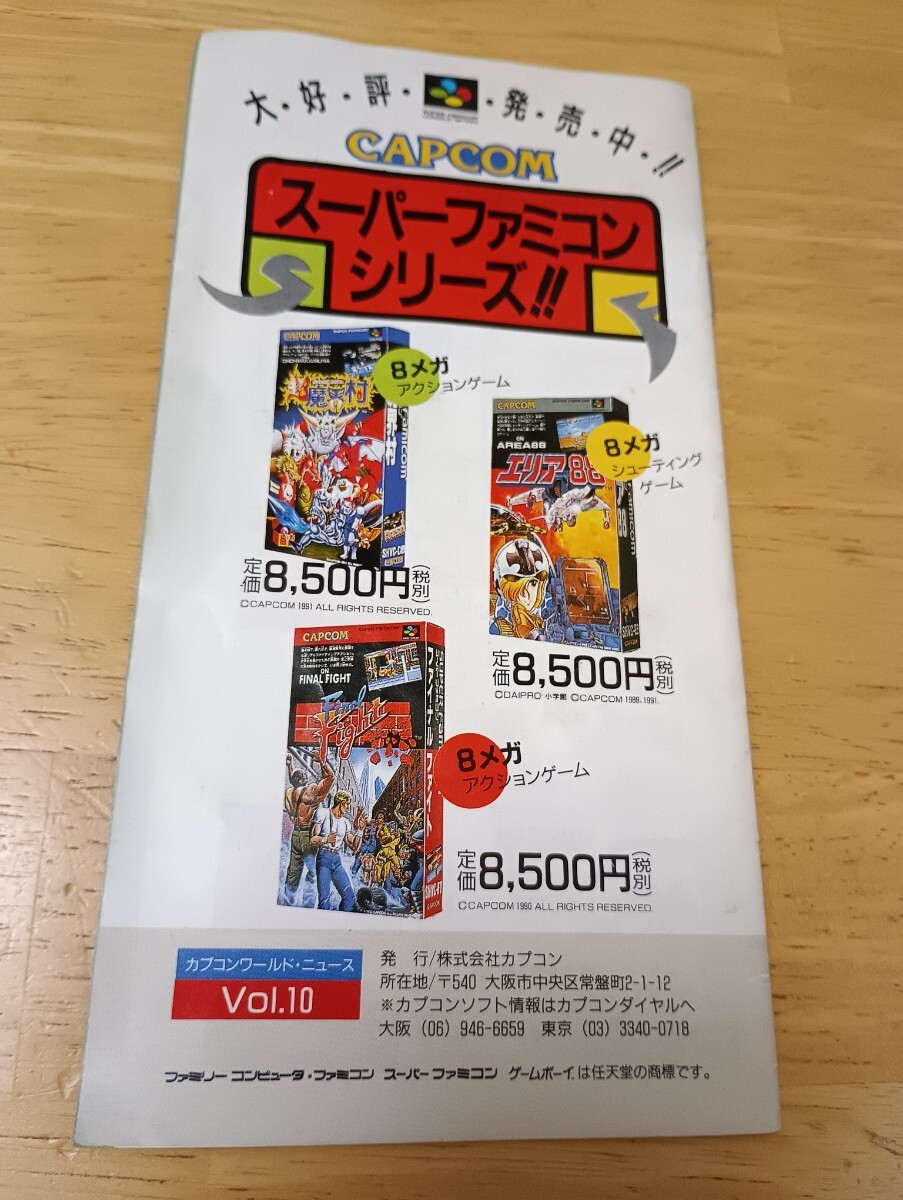 大・好・評・発・売・中・!!
CAPCOM
スーパーファミコン
シリーズ!!
CAPCOM
超魔界村
8メガ
アクションゲーム
定価8,500円(税別)
©CAPCOM 1991 ALL RIGHTS RESERVED.
CAPCOM
ON
AREA88
エリア88
8メガ
シューティング
ゲーム
定価8,500円(税別)
©DAIPRO 小学館 ©CAPCOM 1989, 1991.
CAPCOM
ON
FINAL FIGHT
Final
Fight
ファイナルファイト
8メガ
アクションゲーム
定価8,500円(税別)
©CAPCOM 1990 ALL RIGHTS RESERVED.
カプコンワールド・ニュース
Vol.10
発 行/株式会社カプコン
所在地/〒540 大阪市中央区常盤町2-1-12
※カプコンソフト情報はカプコンダイヤルへ
大阪 (06) 946-6659 東京 (03) 3340-0718
ファミリーコンピュータ・ファミコン スーパーファミコン ゲームボーイは任天堂の商標です。